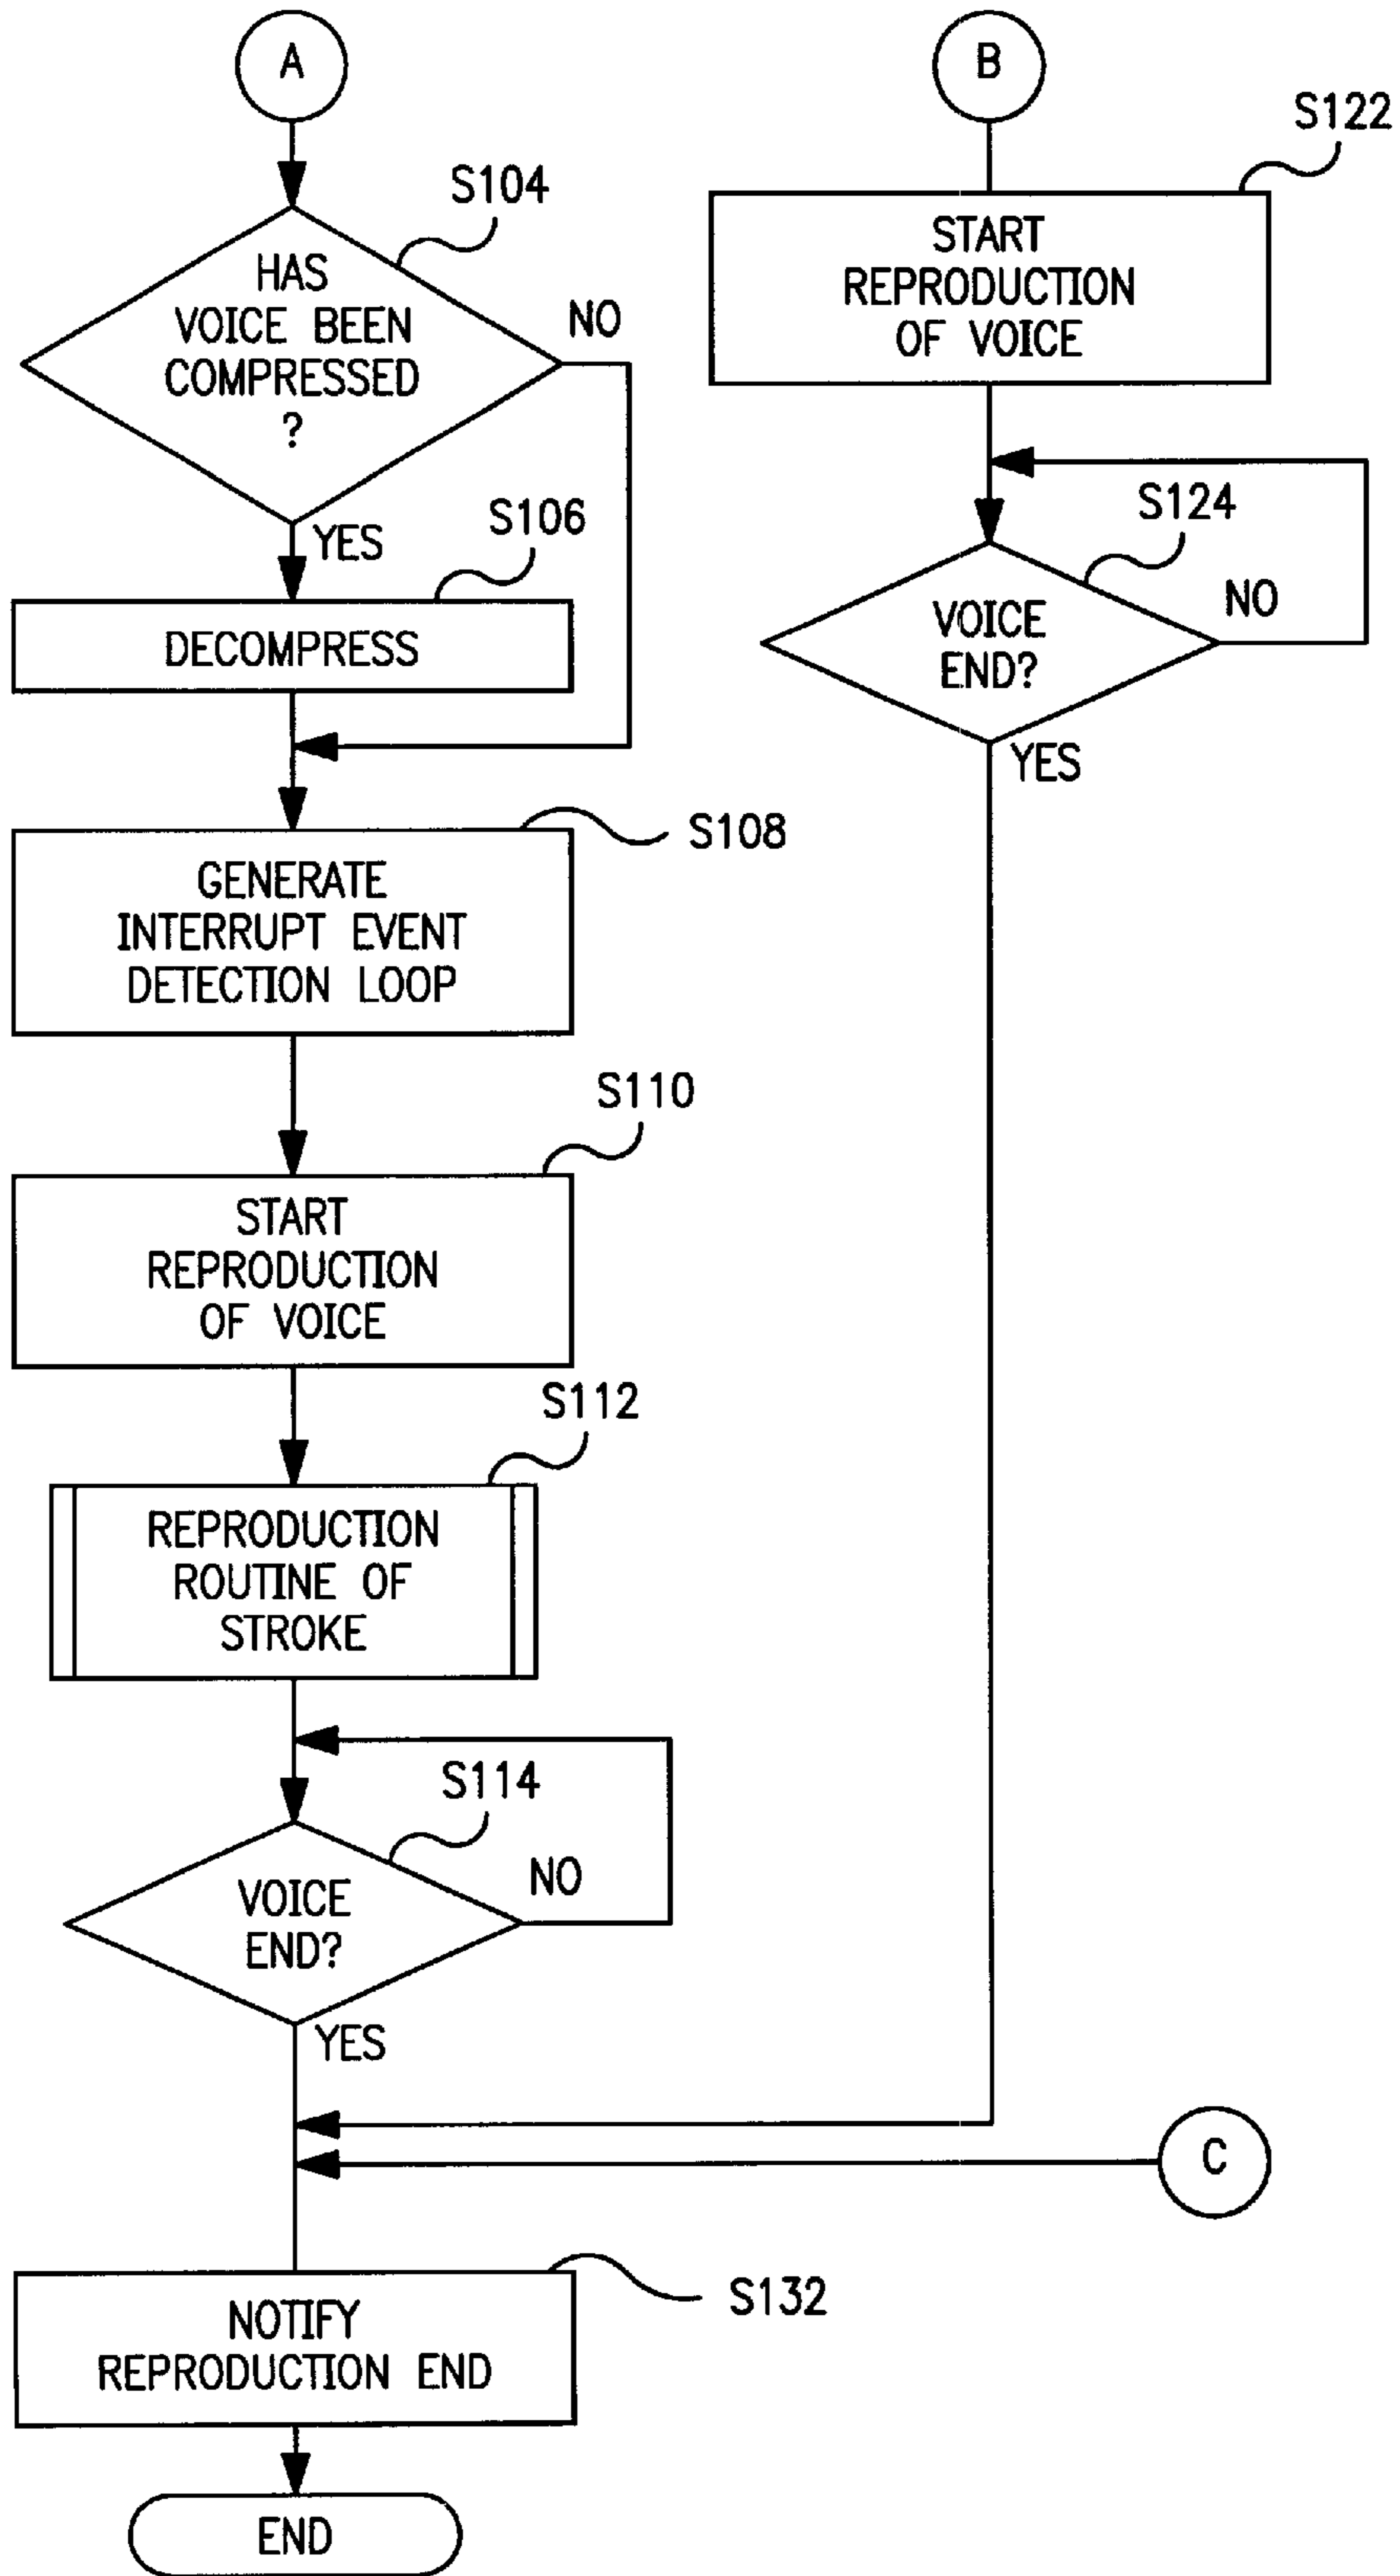 A
S104
HAS
VOICE BEEN
COMPRESSED
?
NO
YES
S106
DECOMPRESS
S108
GENERATE
INTERRUPT EVENT
DETECTION LOOP
S110
START
REPRODUCTION
OF VOICE
S112
REPRODUCTION
ROUTINE OF
STROKE
S114
VOICE
END?
NO
YES
B
S122
START
REPRODUCTION
OF VOICE
S124
VOICE
END?
NO
YES
C
S132
NOTIFY
REPRODUCTION END
END